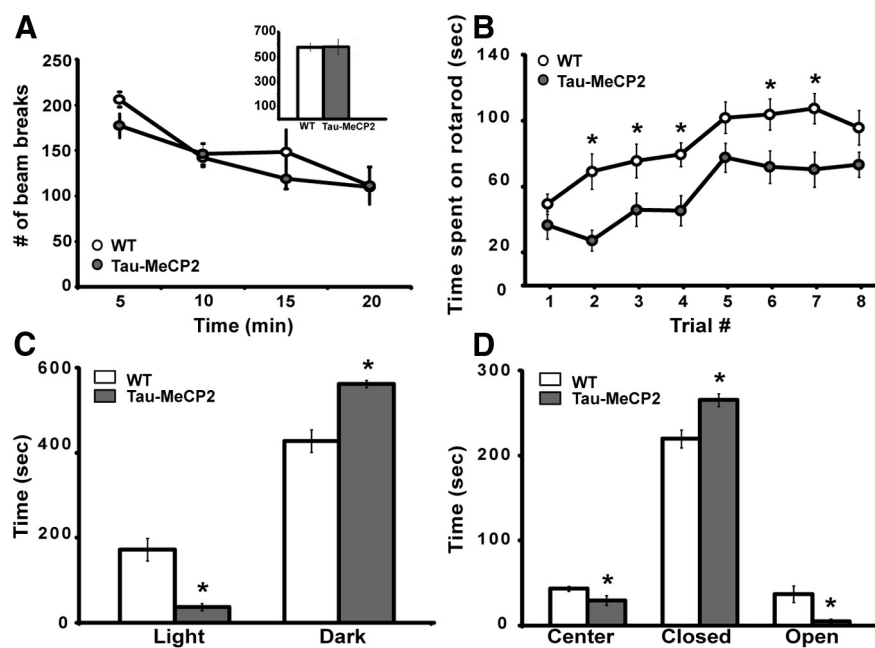 A
# of beam breaks
250
200
150
100
50
0
WT
Tau-MeCP2
5 10 15 20
Time (min)
700
500
300
100
WT Tau-MeCP2
B
Time spent on rotarod (sec)
140
100
60
20
0
WT
Tau-MeCP2
* * * * *
1 2 3 4 5 6 7 8
Trial #
C
Time (sec)
600
400
200
0
WT
Tau-MeCP2
*
*
Light Dark
D
Time (sec)
300
200
100
0
WT
Tau-MeCP2
*
*
*
Center Closed Open